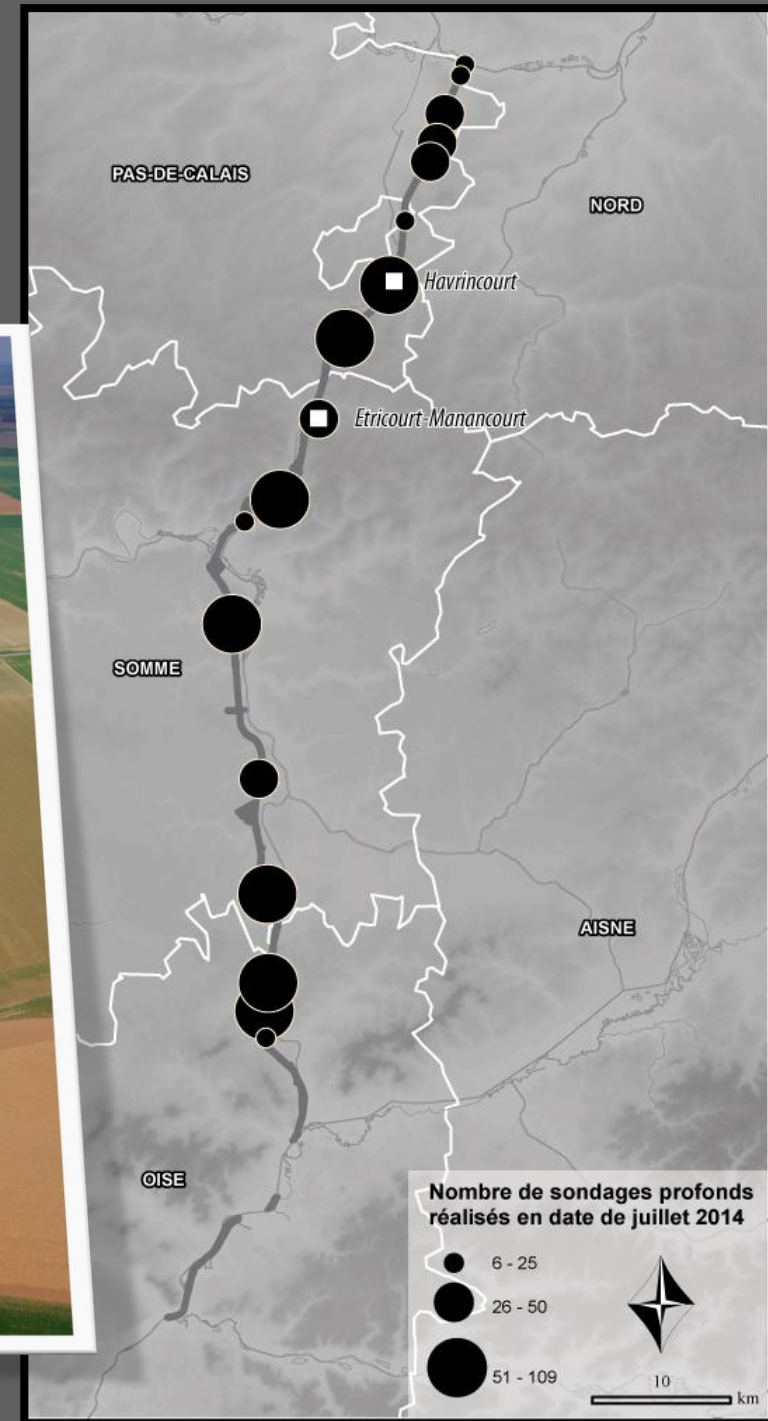 PAS-DE-CALAIS
NORD
Havrincourt
Etricourt-Manancourt
SOMME
AISNE
OISE
Nombre de sondages profonds
réalisés en date de juillet 2014
6 - 25
26 - 50
51 - 109
10
km